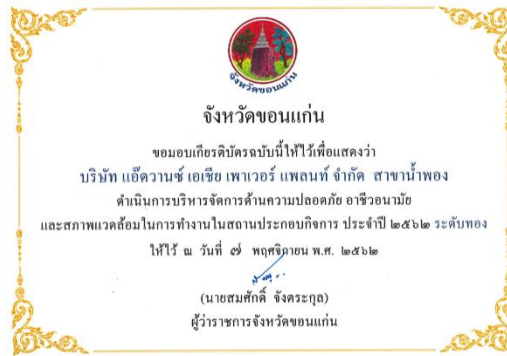 จังหวัดขอนแก่น
จังหวัดขอนแก่น
ขอมอบเกียรติบัตรฉบับนี้ให้ไว้เพื่อแสดงว่า
บริษัท แอ๊ดวานซ์ เอเชีย เพาเวอร์ แพลนท์ จำกัด สาขาน้ำพอง
ดำเนินการบริหารจัดการด้านความปลอดภัย อาชีวอนามัย
และสภาพแวดล้อมในการทำงานในสถานประกอบกิจการ ประจำปี ๒๕๖๒ ระดับทอง
ให้ไว้ ณ วันที่ ๗ พฤศจิกายน พ.ศ. ๒๕๖๒
(นายสมศักดิ์ จังตระกุล)
ผู้ว่าราชการจังหวัดขอนแก่น